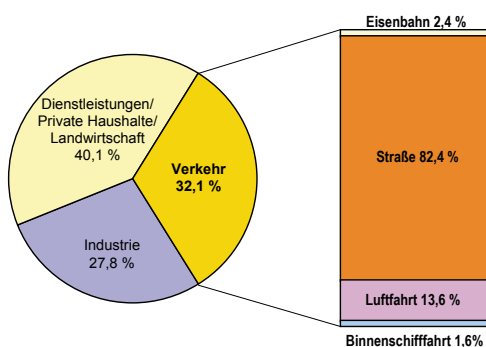 Eisenbahn 2,4 %
Dienstleistungen/
Private Haushalte/
Landwirtschaft
40,1 %
Verkehr
32,1 %
Straße 82,4 %
Industrie
27,8 %
Luftfahrt 13,6 %
Binnenschifffahrt 1,6%